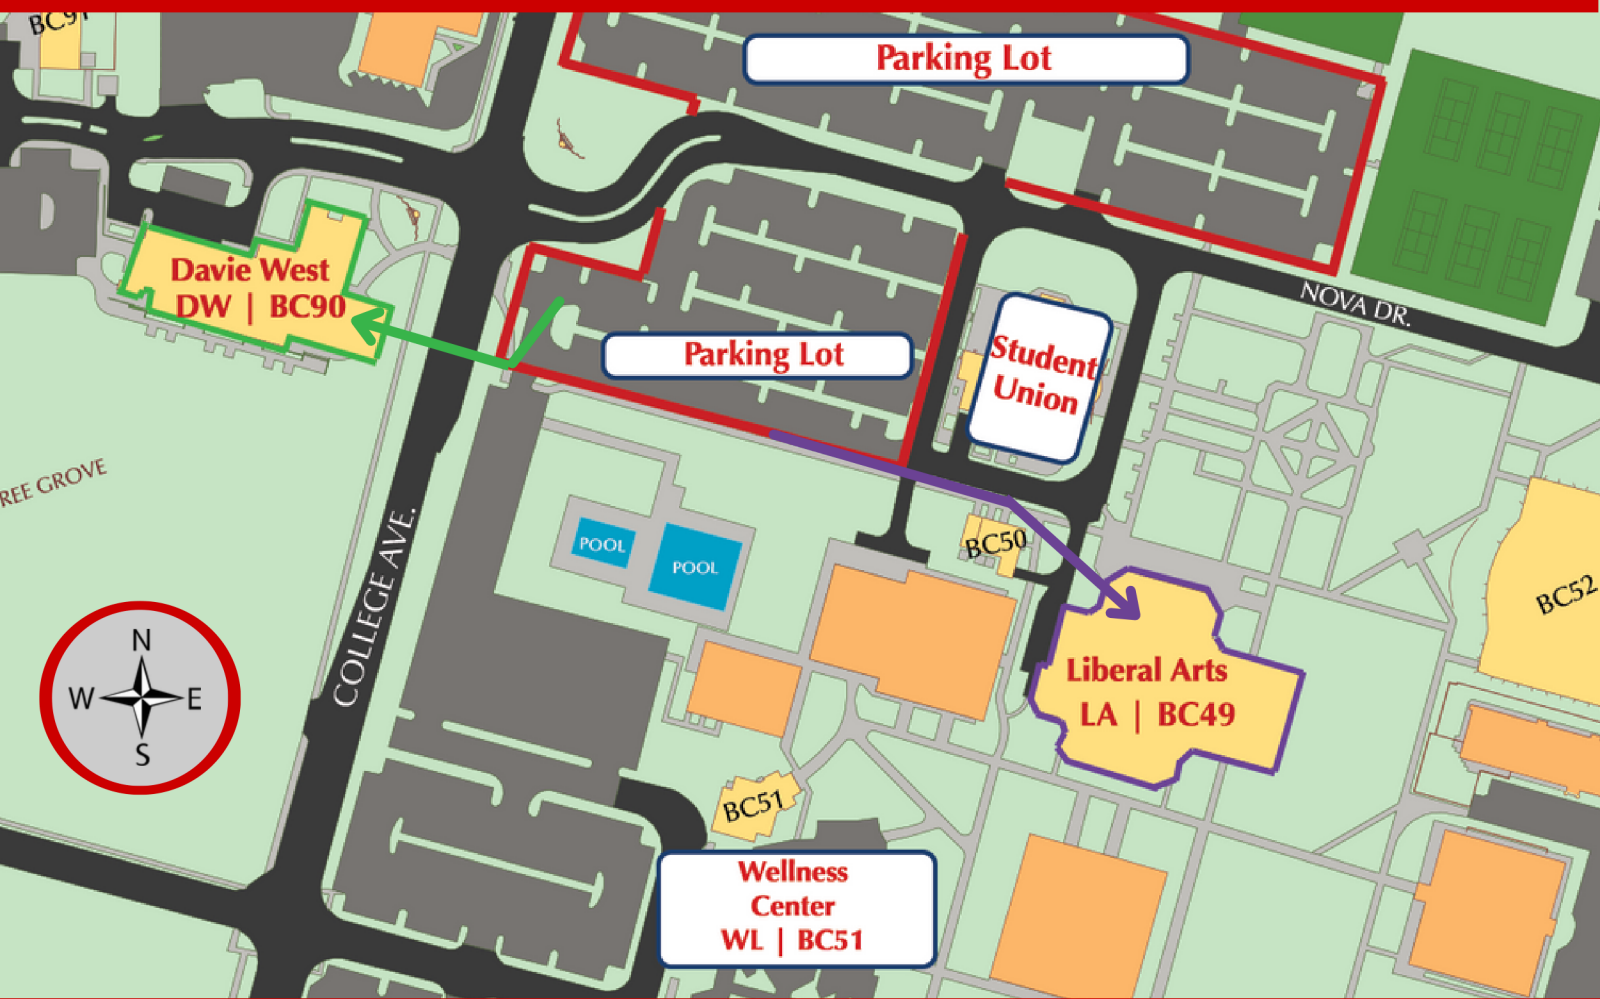 BC91
Parking Lot
Davie West
DW | BC90
NOVA DR.
Parking Lot
Student
Union
REE GROVE
COLLEGE AVE.
POOL
POOL
BC50
BC52
N
W E
S
Liberal Arts
LA | BC49
BC51
Wellness
Center
WL | BC51